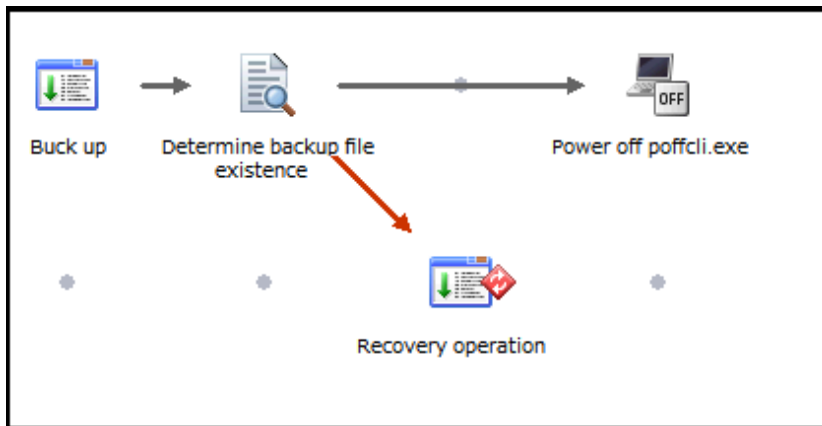 Buck up
Determine backup file
existence
OFF
Power off poffcli.exe
Recovery operation